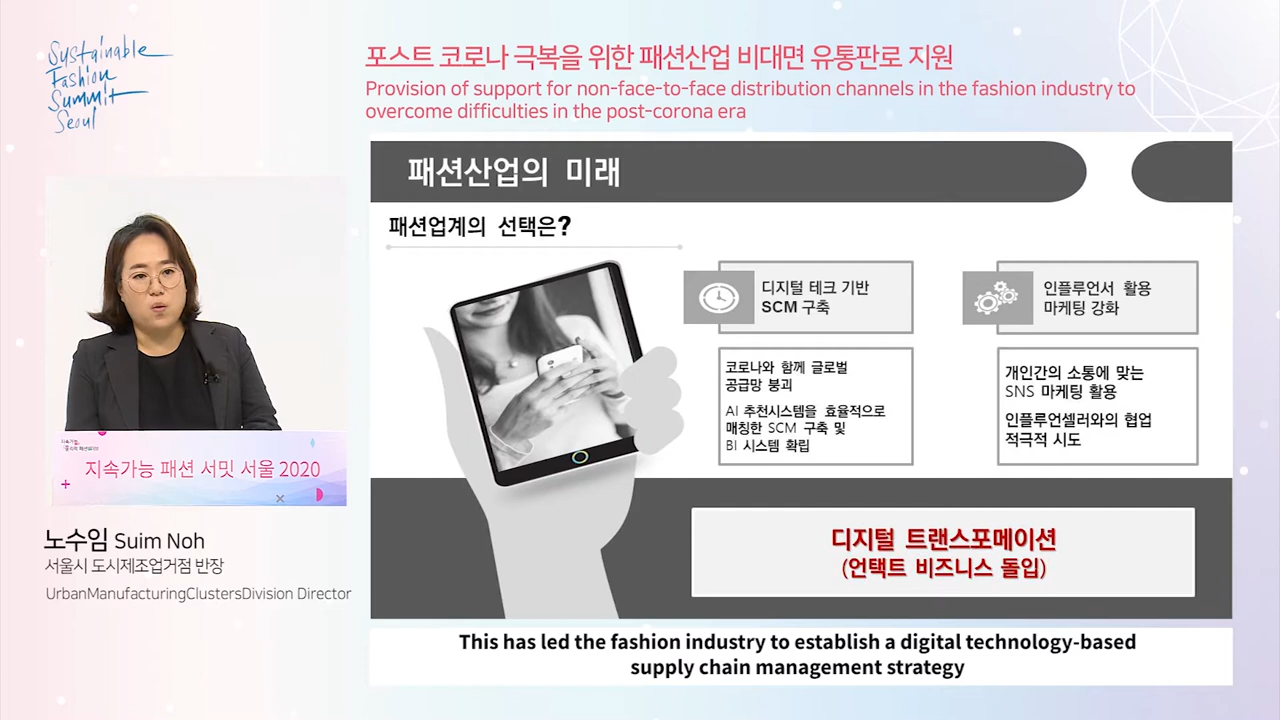 Sustainable
Fashion
Summit
Seoul
포스트 코로나 극복을 위한 패션산업 비대면 유통판로 지원
Provision of support for non-face-to-face distribution channels in the fashion industry to
overcome difficulties in the post-corona era
패션산업의 미래
패션업계의 선택은?
디지털 테크 기반
SCM 구축
코로나와 함께 글로벌
공급망 붕괴
AI 추천시스템을 효율적으로
매칭한 SCM 구축 및
BI 시스템 확립
인플루언서 활용
마케팅 강화
개인간의 소통에 맞는
SNS 마케팅 활용
인플언셀러와의 협업
적극적 시도
디지털 트랜스포메이션
(언택트 비즈니스 돌입)
지속가능,
지속가능 패션 서밋 서울 2020
노수임 Suim Noh
서울시 도시제조업거점 반장
UrbanManufacturingClustersDivision Director
This has led the fashion industry to establish a digital technology-based
supply chain management strategy